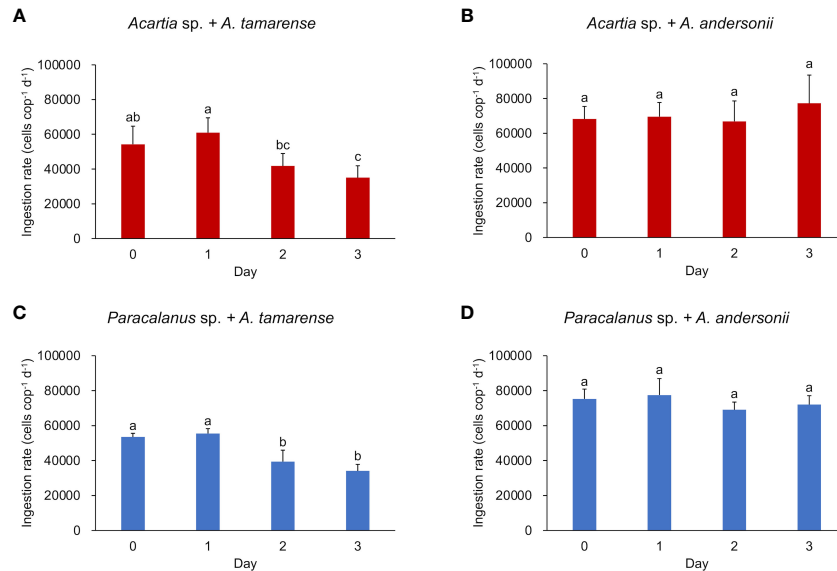 A
Acartia sp. + A. tamarense
Ingestion rate (cells cop⁻¹ d⁻¹)
100000
80000
60000
40000
20000
0
ab
a
bc
c
0 1 2 3
Day
B
Acartia sp. + A. andersonii
Ingestion rate (cells cop⁻¹ d⁻¹)
100000
80000
60000
40000
20000
0
a
a
a
a
0 1 2 3
Day
C
Paracalanus sp. + A. tamarense
Ingestion rate (cells cop⁻¹ d⁻¹)
100000
80000
60000
40000
20000
0
a
a
b
b
0 1 2 3
Day
D
Paracalanus sp. + A. andersonii
Ingestion rate (cells cop⁻¹ d⁻¹)
100000
80000
60000
40000
20000
0
a
a
a
a
0 1 2 3
Day